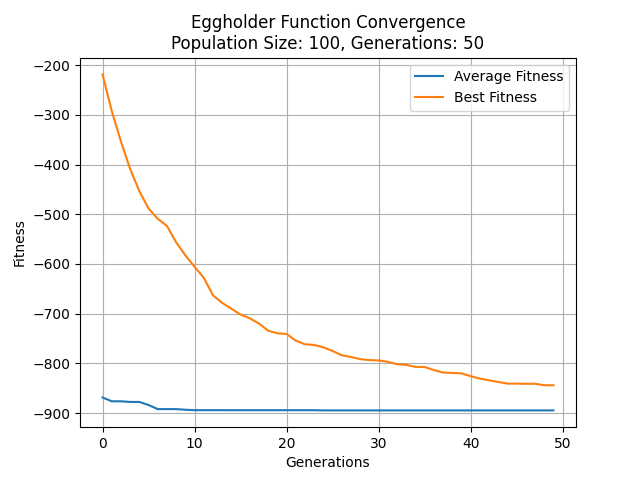 Eggholder Function Convergence
Population Size: 100, Generations: 50
Average Fitness
Best Fitness
Fitness
−200
−300
−400
−500
−600
−700
−800
−900
0 10 20 30 40 50
Generations